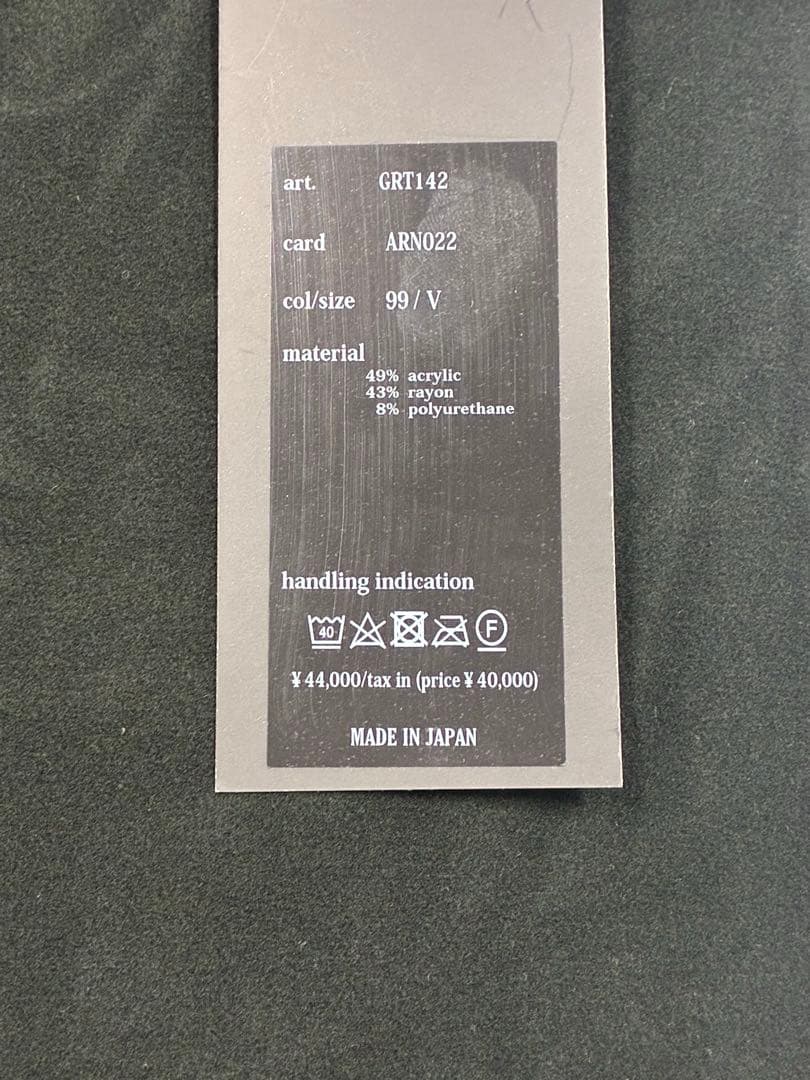 art. GRT142
card ARN022
col/size 99 / V
material
49% acrylic
43% rayon
8% polyurethane
handling indication
40 F
¥44,000/tax in (price ¥40,000)
MADE IN JAPAN